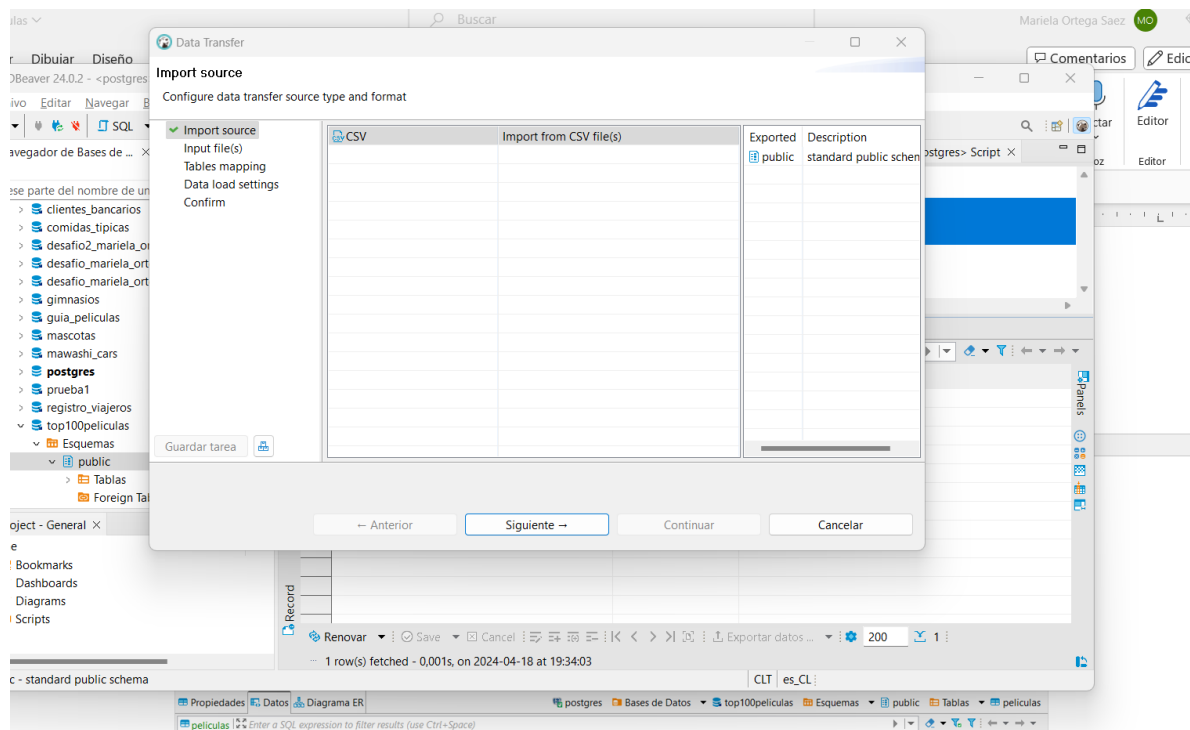 ulas
Buscar
Mariela Ortega Saez
MO
Dibujar Diseño
Comentarios
Edic
DBeaver 24.0.2 - <postgres
ivo Editar Navegar B
SQL
avegador de Bases de ...
ese parte del nombre de un
clientes_bancarios
comidas_tipicas
desafio2_mariela_or
desafio_mariela_ort
desafio_mariela_ort
gimnasios
guia_peliculas
mascotas
mawashi_cars
postgres
prueba1
registro_viajeros
top100peliculas
Esquemas
public
Tablas
Foreign Tal
Data Transfer
Import source
Configure data transfer source type and format
Import source
Input file(s)
Tables mapping
Data load settings
Confirm
CSV Import from CSV file(s)
Exported Description
public standard public schen
Guardar tarea
← Anterior
Siguiente →
Continuar
Cancelar
ctar
Editor
oz
Editor
ostgres> Script
Panels
oject - General
e
Bookmarks
Dashboards
Diagrams
Scripts
Record
Renovar Save Cancel Exportar datos ... 200 1
1 row(s) fetched - 0,001s, on 2024-04-18 at 19:34:03
c - standard public schema
CLT es_CL
Propiedades Datos Diagrama ER
postgres Bases de Datos top100peliculas Esquemas public Tablas peliculas
peliculas Enter a SQL expression to filter results (use Ctrl+Space)